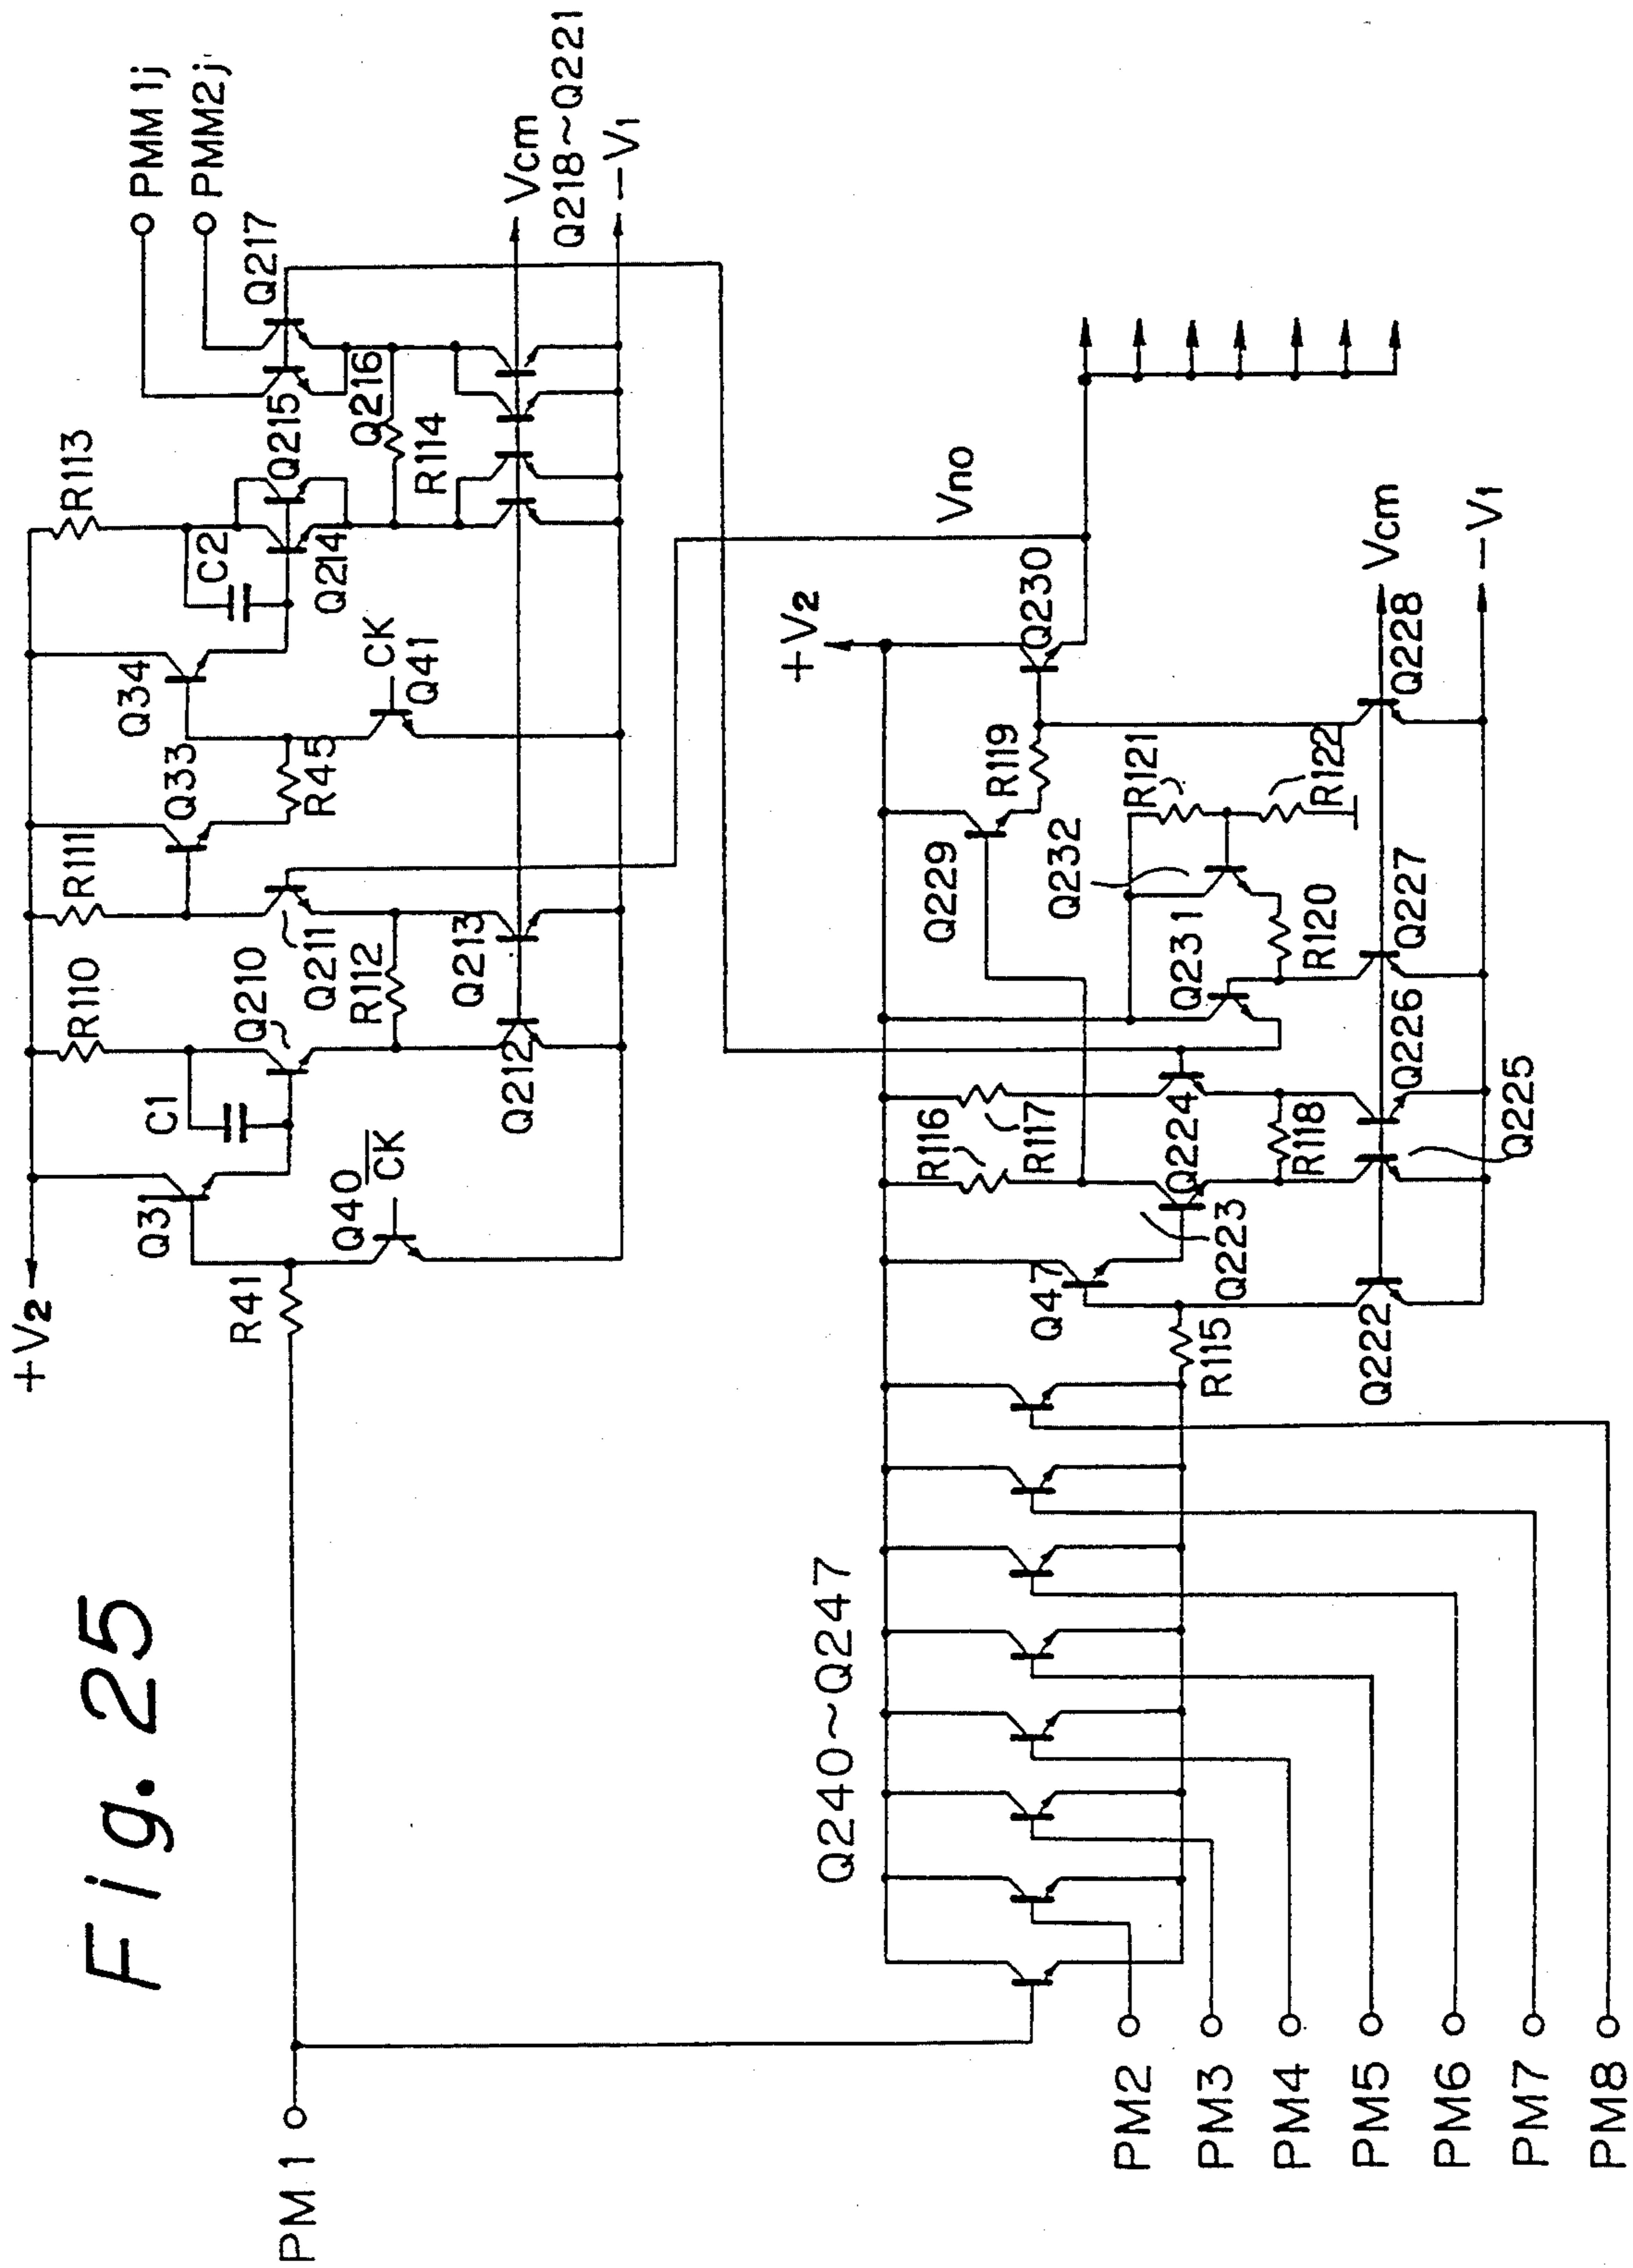 Fig. 25
PM1
+V2
R41
Q31
Q40
CK
C1
R110
Q210
Q211
R111
R112
Q212
Q213
Q33
R45
Q34
CK
Q41
C2
R113
Q214
Q215
Q216
R114
Q217
PMM1j
PMM2j
Vcm
Q218~Q221
-V1
Q240~Q247
PM2
PM3
PM4
PM5
PM6
PM7
PM8
R115
Q47
Q222
Q223
R116
R117
Q224
R118
Q225
Q226
Q227
Q228
Q229
R119
Q230
Q231
Q232
R120
R121
R122
+V2
Vno
Vcm
-V1